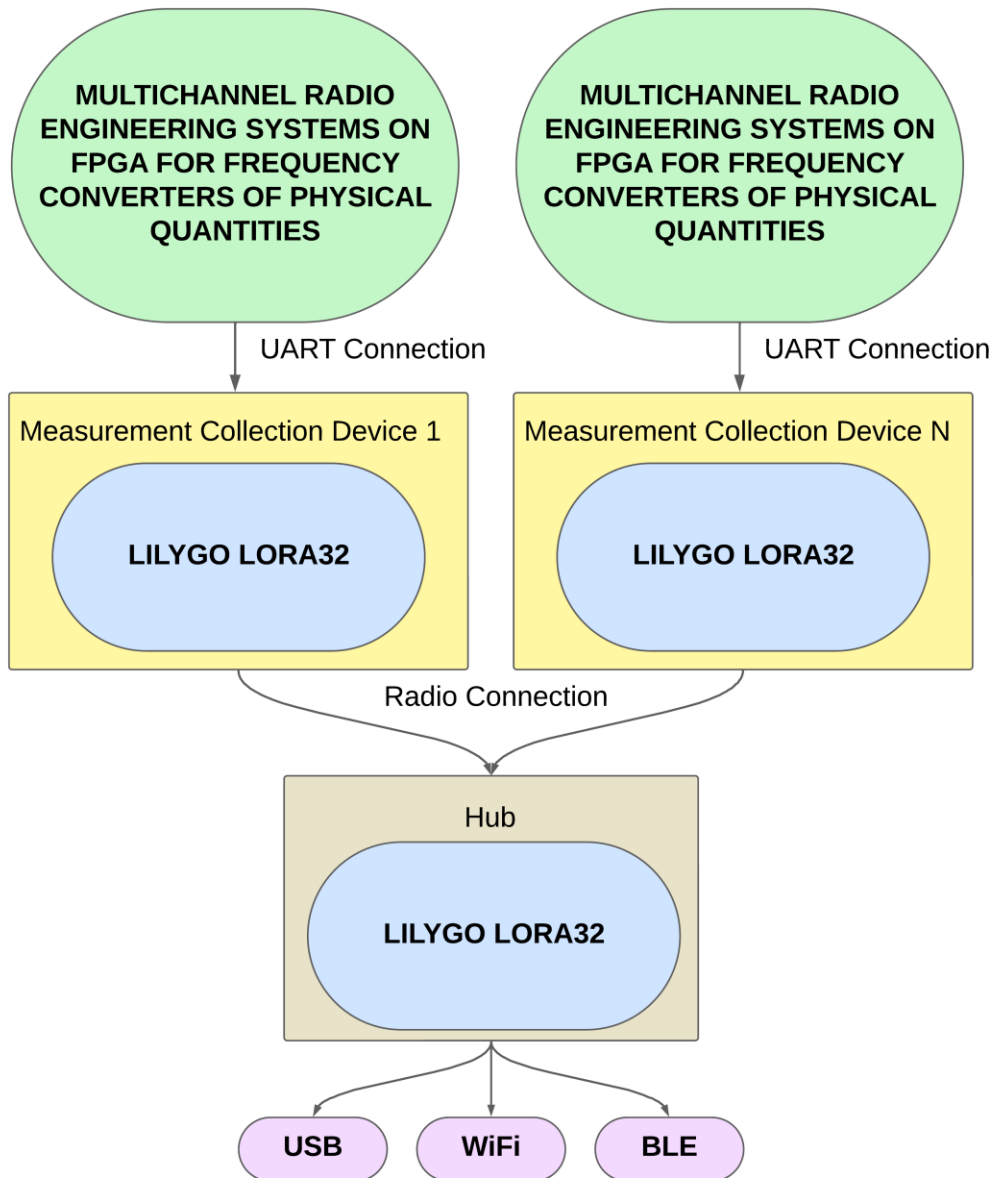 MULTICHANNEL RADIO
ENGINEERING SYSTEMS ON
FPGA FOR FREQUENCY
CONVERTERS OF PHYSICAL
QUANTITIES
MULTICHANNEL RADIO
ENGINEERING SYSTEMS ON
FPGA FOR FREQUENCY
CONVERTERS OF PHYSICAL
QUANTITIES
UART Connection
UART Connection
Measurement Collection Device 1
Measurement Collection Device N
LILYGO LORA32
LILYGO LORA32
Radio Connection
Hub
LILYGO LORA32
USB
WiFi
BLE